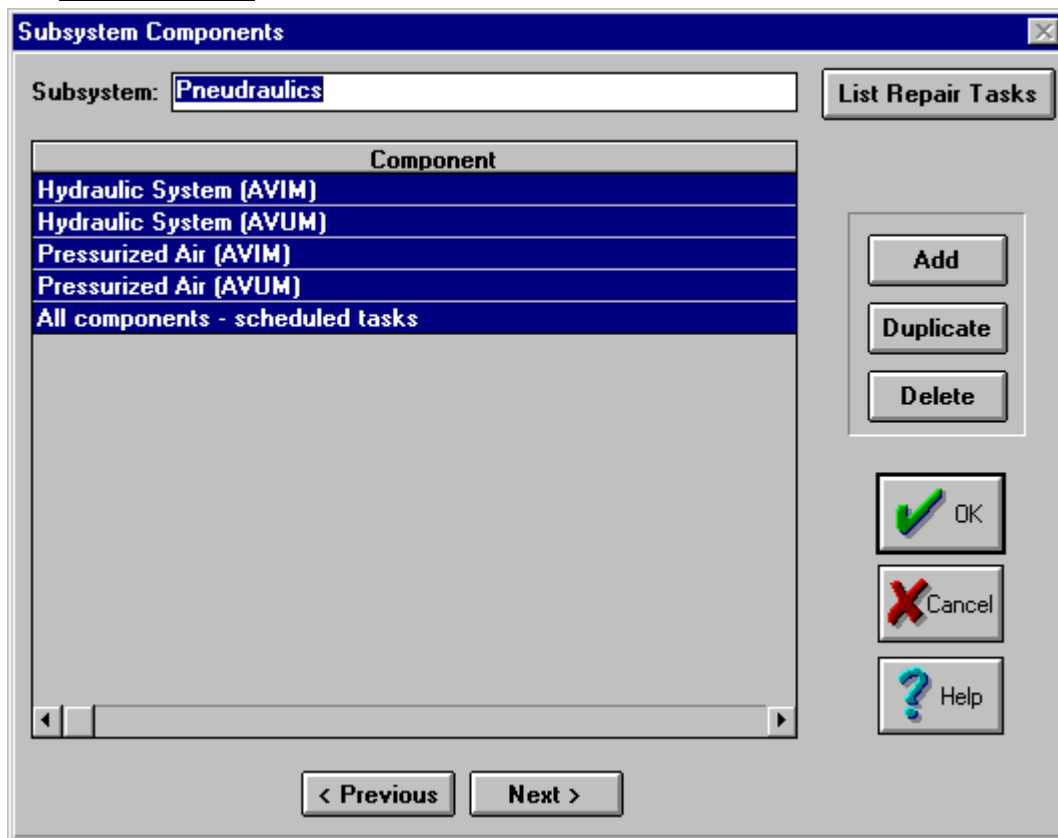 Subsystem Components
Subsystem: Pneudraulics
List Repair Tasks
Component
Hydraulic System (AVIM)
Hydraulic System (AVUM)
Pressurized Air (AVIM)
Pressurized Air (AVUM)
All components - scheduled tasks
Add
Duplicate
Delete
OK
Cancel
Help
< Previous
Next >